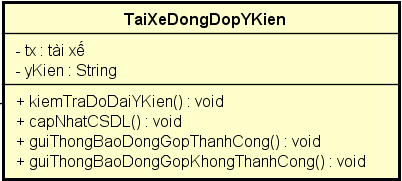 TaiXeDongDopYKien
- tx : tài xế
- yKien : String
+ kiemTraDoDaiYKien() : void
+ capNhatCSDL() : void
+ guiThongBaoDongGopThanhCong() : void
+ guiThongBaoDongGopKhongThanhCong() : void